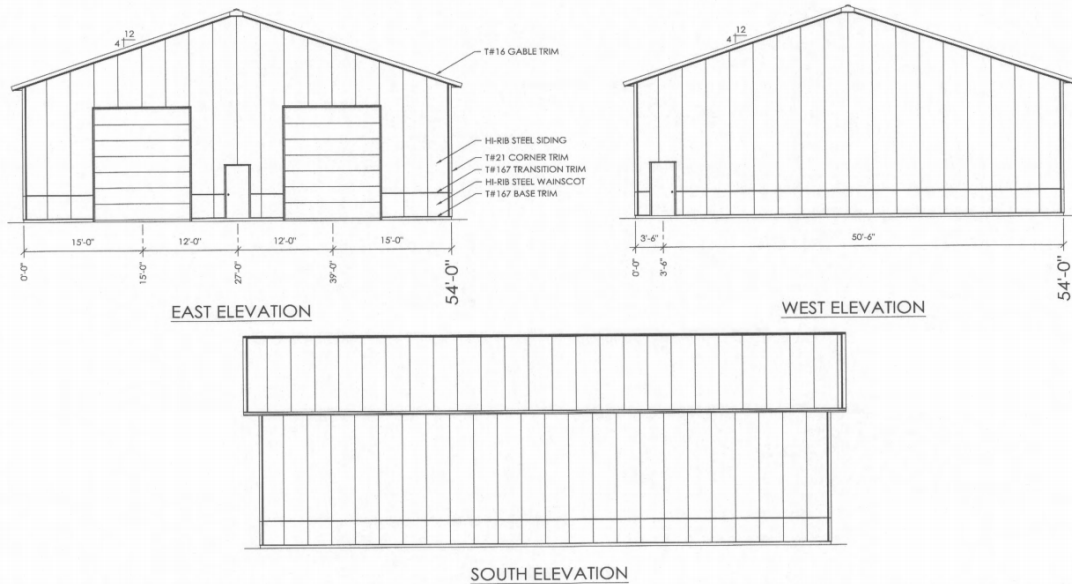 12
4
T#16 GABLE TRIM
HI-RIB STEEL SIDING
T#21 CORNER TRIM
T#167 TRANSITION TRIM
HI-RIB STEEL WAINSCOT
T#167 BASE TRIM
15'-0"
12'-0"
12'-0"
15'-0"
0'-0"
15'-0"
27'-0"
39'-0"
54'-0"
EAST ELEVATION
12
4
3'-6"
50'-6"
0'-0"
3'-6"
54'-0"
WEST ELEVATION
SOUTH ELEVATION